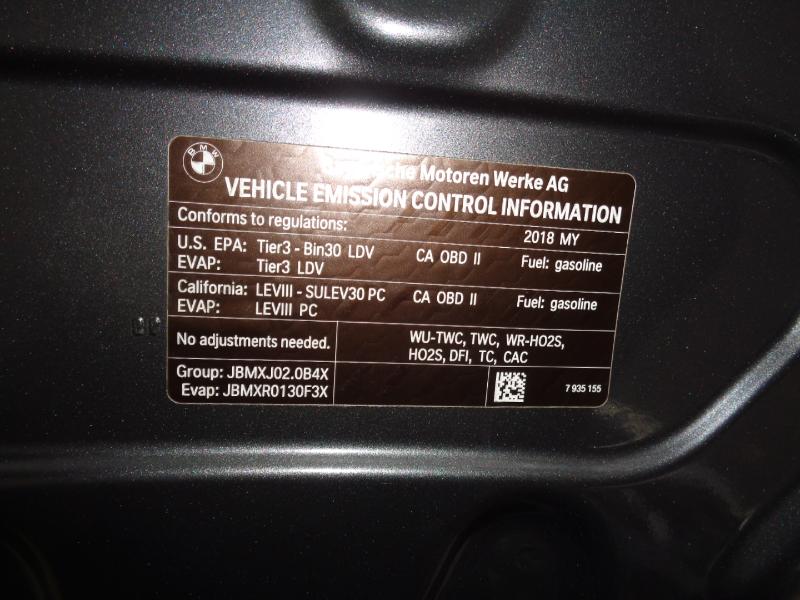 BMW
Motoren Werke AG
VEHICLE EMISSION CONTROL INFORMATION
Conforms to regulations: 2018 MY
U.S. EPA: Tier3 - Bin30 LDV CA OBD II Fuel: gasoline
EVAP: Tier3 LDV
California: LEVIII - SULEV30 PC CA OBD II Fuel: gasoline
EVAP: LEVIII PC
No adjustments needed.
WU-TWC, TWC, WR-HO2S,
HO2S, DFI, TC, CAC
Group: JBMXJ02.0B4X
Evap: JBMXR0130F3X
7 935 155